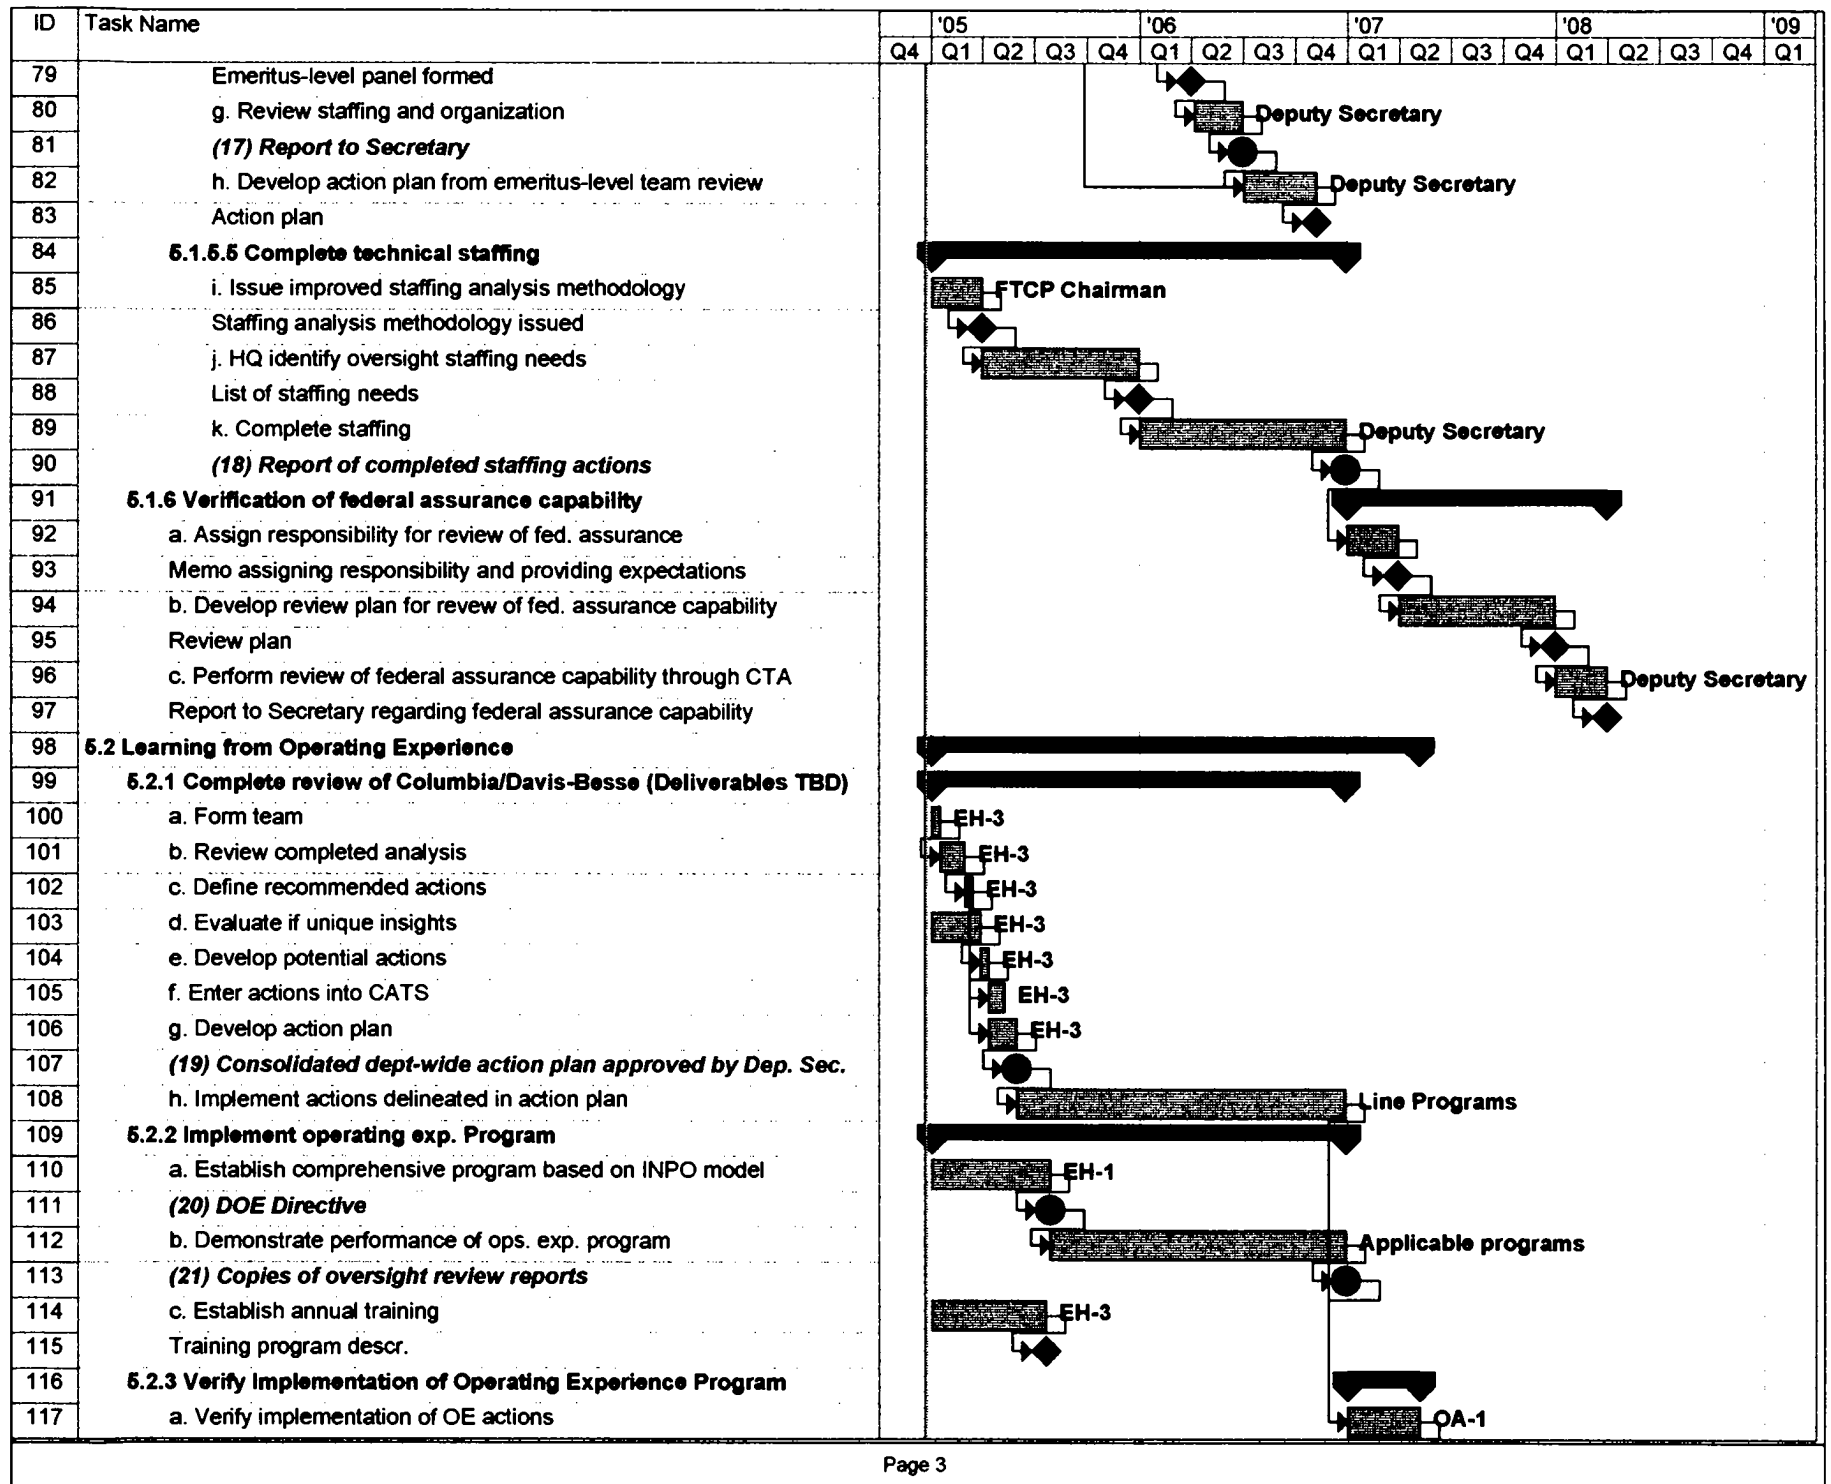 ID Task Name '05 '06 '07 '08 '09
Q4 Q1 Q2 Q3 Q4 Q1 Q2 Q3 Q4 Q1 Q2 Q3 Q4 Q1 Q2 Q3 Q4 Q1
79 Emeritus-level panel formed
80 g. Review staffing and organization Deputy Secretary
81 (17) Report to Secretary
82 h. Develop action plan from emeritus-level team review Deputy Secretary
83 Action plan
84 5.1.5.5 Complete technical staffing
85 i. Issue improved staffing analysis methodology FTCP Chairman
86 Staffing analysis methodology issued
87 j. HQ identify oversight staffing needs
88 List of staffing needs
89 k. Complete staffing Deputy Secretary
90 (18) Report of completed staffing actions
91 5.1.6 Verification of federal assurance capability
92 a. Assign responsibility for review of fed. assurance
93 Memo assigning responsibility and providing expectations
94 b. Develop review plan for revew of fed. assurance capability
95 Review plan
96 c. Perform review of federal assurance capability through CTA Deputy Secretary
97 Report to Secretary regarding federal assurance capability
98 5.2 Learning from Operating Experience
99 5.2.1 Complete review of Columbia/Davis-Besse (Deliverables TBD)
100 a. Form team EH-3
101 b. Review completed analysis EH-3
102 c. Define recommended actions EH-3
103 d. Evaluate if unique insights EH-3
104 e. Develop potential actions EH-3
105 f. Enter actions into CATS EH-3
106 g. Develop action plan EH-3
107 (19) Consolidated dept-wide action plan approved by Dep. Sec.
108 h. Implement actions delineated in action plan Line Programs
109 5.2.2 Implement operating exp. Program
110 a. Establish comprehensive program based on INPO model EH-1
111 (20) DOE Directive
112 b. Demonstrate performance of ops. exp. program Applicable programs
113 (21) Copies of oversight review reports
114 c. Establish annual training EH-3
115 Training program descr.
116 5.2.3 Verify Implementation of Operating Experience Program
117 a. Verify implementation of OE actions OA-1
Page 3